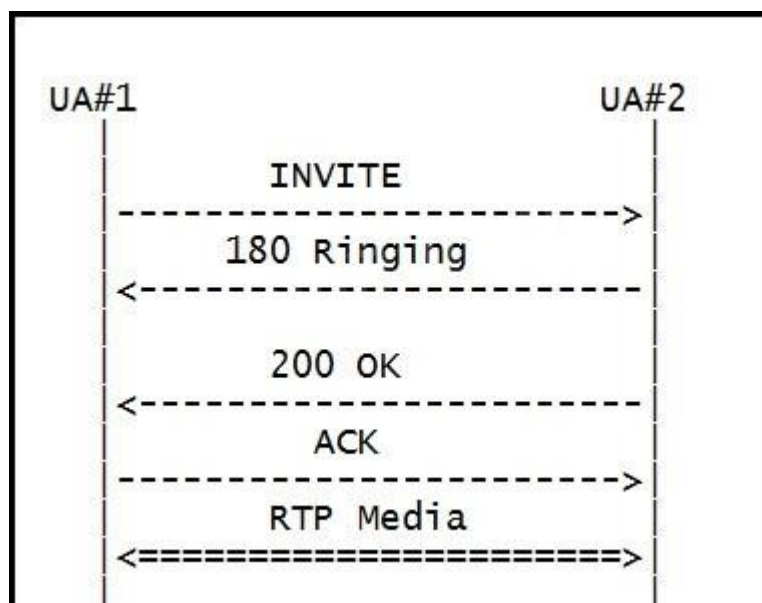 UA#1 UA#2
INVITE
180 Ringing
200 OK
ACK
RTP Media